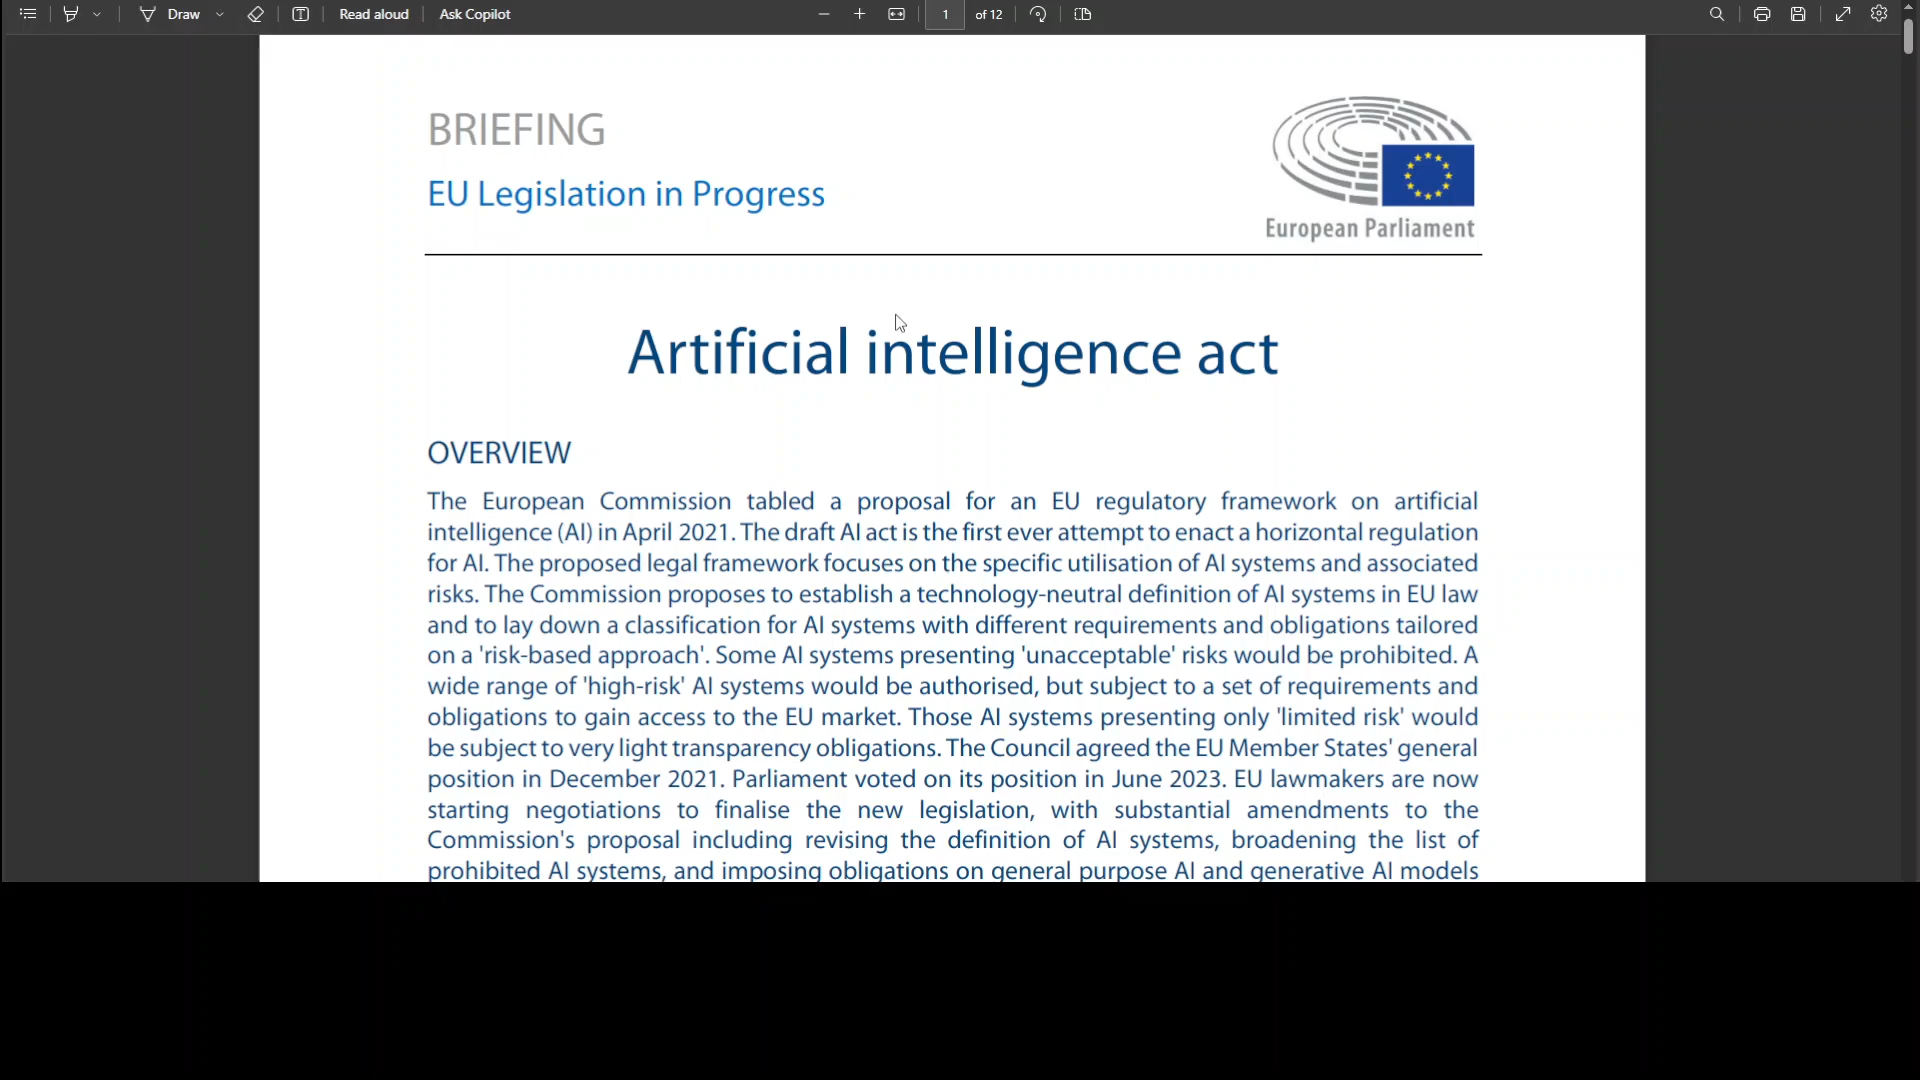 Draw Read aloud Ask Copilot 1 of 12
BRIEFING
EU Legislation in Progress
European Parliament
Artificial intelligence act
OVERVIEW
The European Commission tabled a proposal for an EU regulatory framework on artificial
intelligence (AI) in April 2021. The draft AI act is the first ever attempt to enact a horizontal regulation
for AI. The proposed legal framework focuses on the specific utilisation of AI systems and associated
risks. The Commission proposes to establish a technology-neutral definition of AI systems in EU law
and to lay down a classification for AI systems with different requirements and obligations tailored
on a 'risk-based approach'. Some AI systems presenting 'unacceptable' risks would be prohibited. A
wide range of 'high-risk' AI systems would be authorised, but subject to a set of requirements and
obligations to gain access to the EU market. Those AI systems presenting only 'limited risk' would
be subject to very light transparency obligations. The Council agreed the EU Member States' general
position in December 2021. Parliament voted on its position in June 2023. EU lawmakers are now
starting negotiations to finalise the new legislation, with substantial amendments to the
Commission's proposal including revising the definition of AI systems, broadening the list of
prohibited AI systems, and imposing obligations on general purpose AI and generative AI models